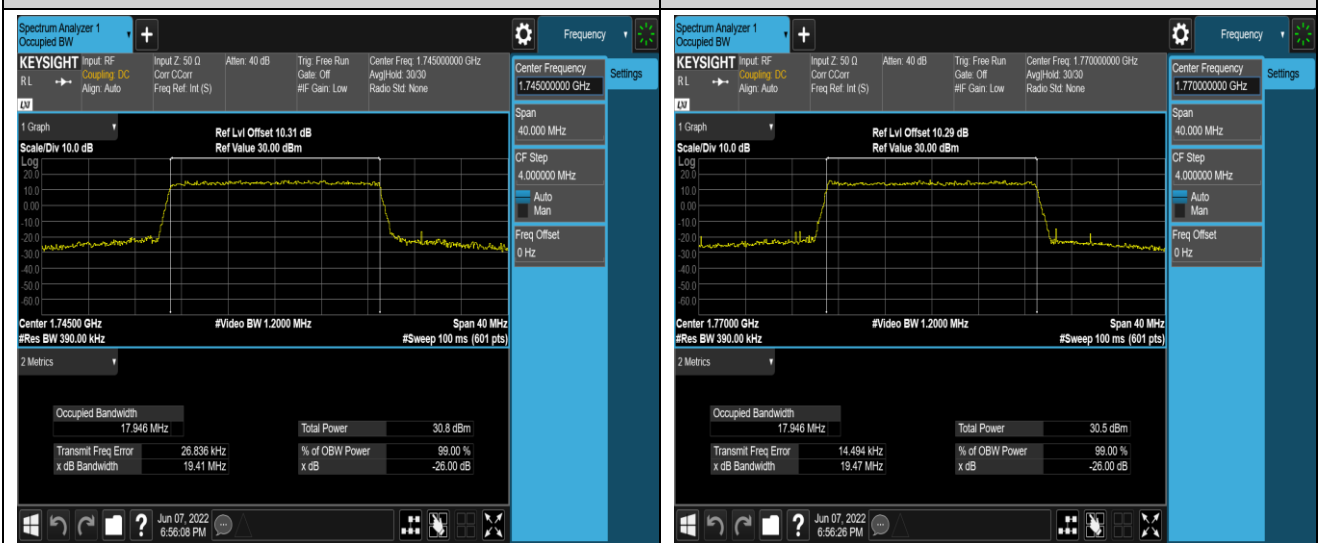 Spectrum Analyzer 1
Occupied BW
+
Frequency
KEYSIGHT
RL
LXI
Input: RF
Coupling: DC
Align: Auto
Input Z: 50 Ω
Corr CCorr
Freq Ref: Int (S)
Atten: 40 dB
Trig: Free Run
Gate: Off
#IF Gain: Low
Center Freq: 1.745000000 GHz
Avg|Hold: 30/30
Radio Std: None
Center Frequency
1.745000000 GHz
Settings
Span
40.000 MHz
CF Step
4.000000 MHz
Auto
Man
Freq Offset
0 Hz
1 Graph
Ref Lvl Offset 10.31 dB
Scale/Div 10.0 dB
Ref Value 30.00 dBm
Log
20.0
10.0
0.00
-10.0
-20.0
-30.0
-40.0
-50.0
-60.0
Center 1.74500 GHz
#Video BW 1.2000 MHz
Span 40 MHz
#Res BW 390.00 kHz
#Sweep 100 ms (601 pts)
2 Metrics
Occupied Bandwidth
17.946 MHz
Total Power 30.8 dBm
Transmit Freq Error 26.836 kHz
% of OBW Power 99.00 %
x dB Bandwidth 19.41 MHz
x dB -26.00 dB
?
Jun 07, 2022
6:56:08 PM
Spectrum Analyzer 1
Occupied BW
+
Frequency
KEYSIGHT
RL
LXI
Input: RF
Coupling: DC
Align: Auto
Input Z: 50 Ω
Corr CCorr
Freq Ref: Int (S)
Atten: 40 dB
Trig: Free Run
Gate: Off
#IF Gain: Low
Center Freq: 1.770000000 GHz
Avg|Hold: 30/30
Radio Std: None
Center Frequency
1.770000000 GHz
Settings
Span
40.000 MHz
CF Step
4.000000 MHz
Auto
Man
Freq Offset
0 Hz
1 Graph
Ref Lvl Offset 10.29 dB
Scale/Div 10.0 dB
Ref Value 30.00 dBm
Log
20.0
10.0
0.00
-10.0
-20.0
-30.0
-40.0
-50.0
-60.0
Center 1.77000 GHz
#Video BW 1.2000 MHz
Span 40 MHz
#Res BW 390.00 kHz
#Sweep 100 ms (601 pts)
2 Metrics
Occupied Bandwidth
17.946 MHz
Total Power 30.5 dBm
Transmit Freq Error 14.494 kHz
% of OBW Power 99.00 %
x dB Bandwidth 19.47 MHz
x dB -26.00 dB
?
Jun 07, 2022
6:56:26 PM